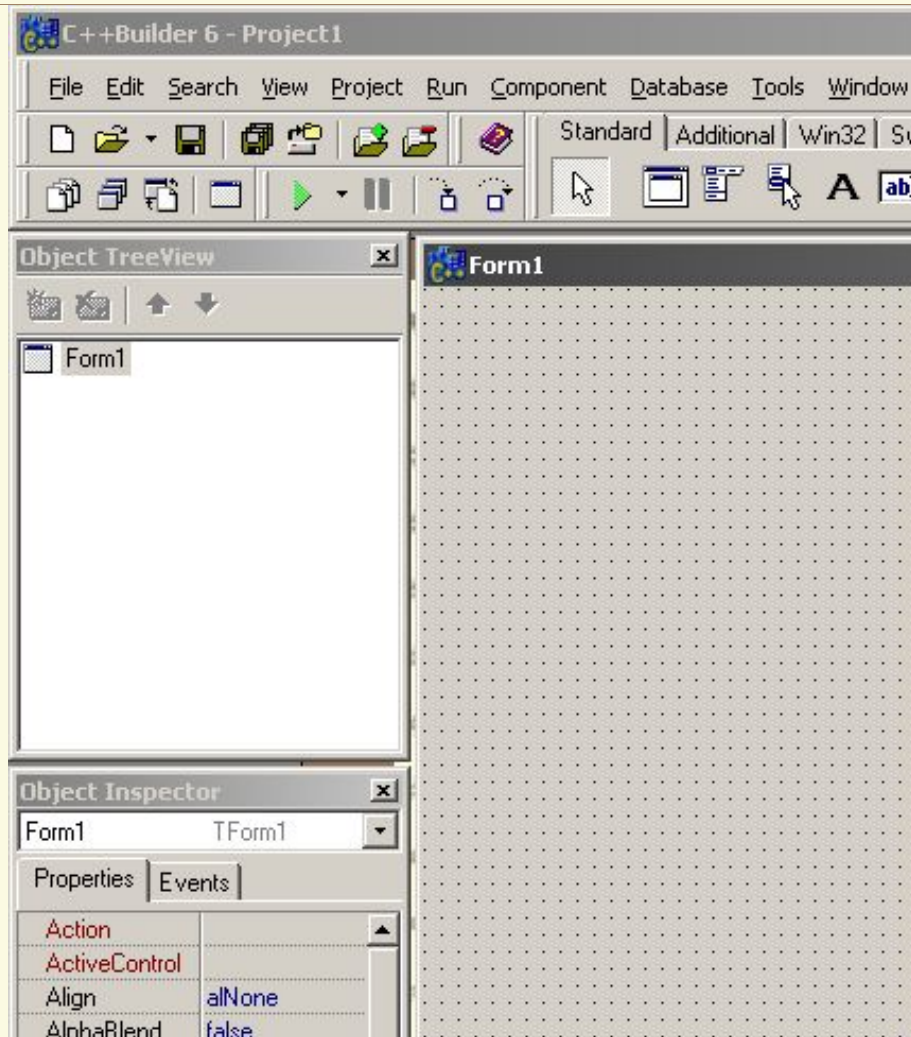 C++Builder 6 - Project1
File Edit Search View Project Run Component Database Tools Window
Standard Additional Win32
A ab
Object TreeView
Form1
Form1
Object Inspector
Form1 TForm1
Properties Events
Action
ActiveControl
Align alNone
AlphaBlend false